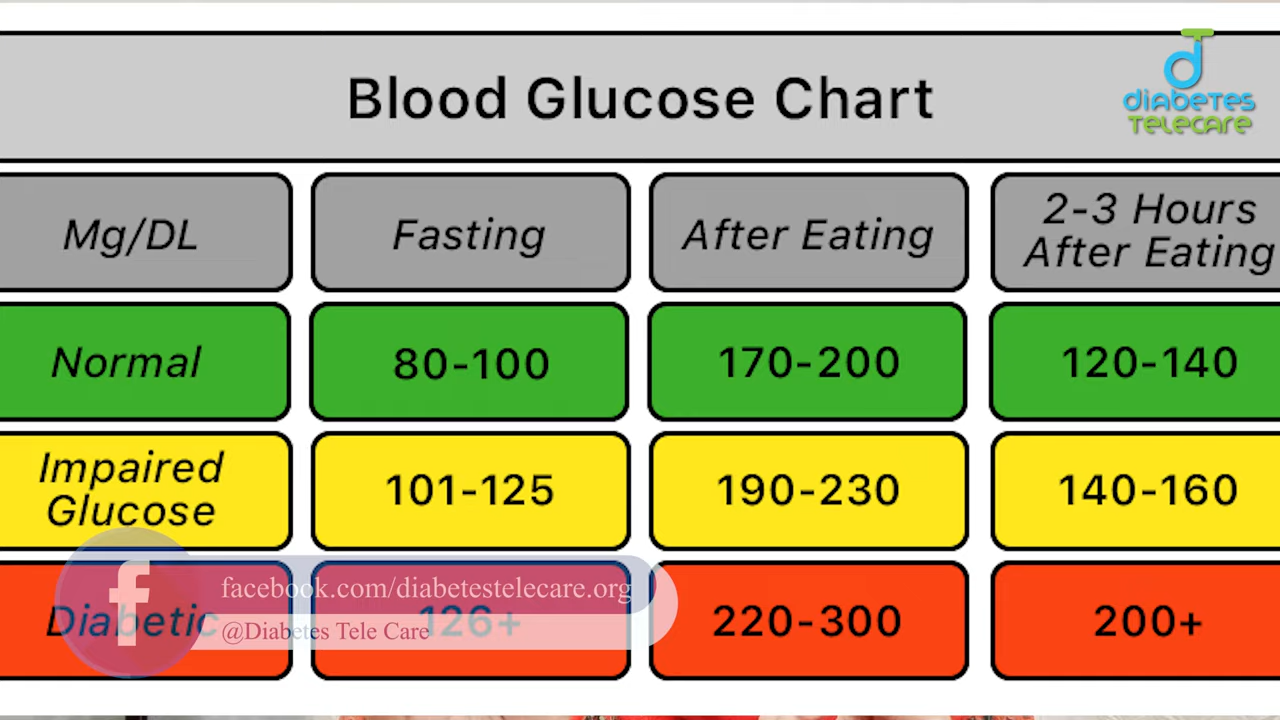 Blood Glucose Chart
diabetes
TELECARE
Mg/DL
Fasting
After Eating
2-3 Hours
After Eating
Normal
80-100
170-200
120-140
Impaired
Glucose
101-125
190-230
140-160
Diabetic
126+
220-300
200+
f
facebook.com/diabetestelecare.org
@Diabetes Tele Care